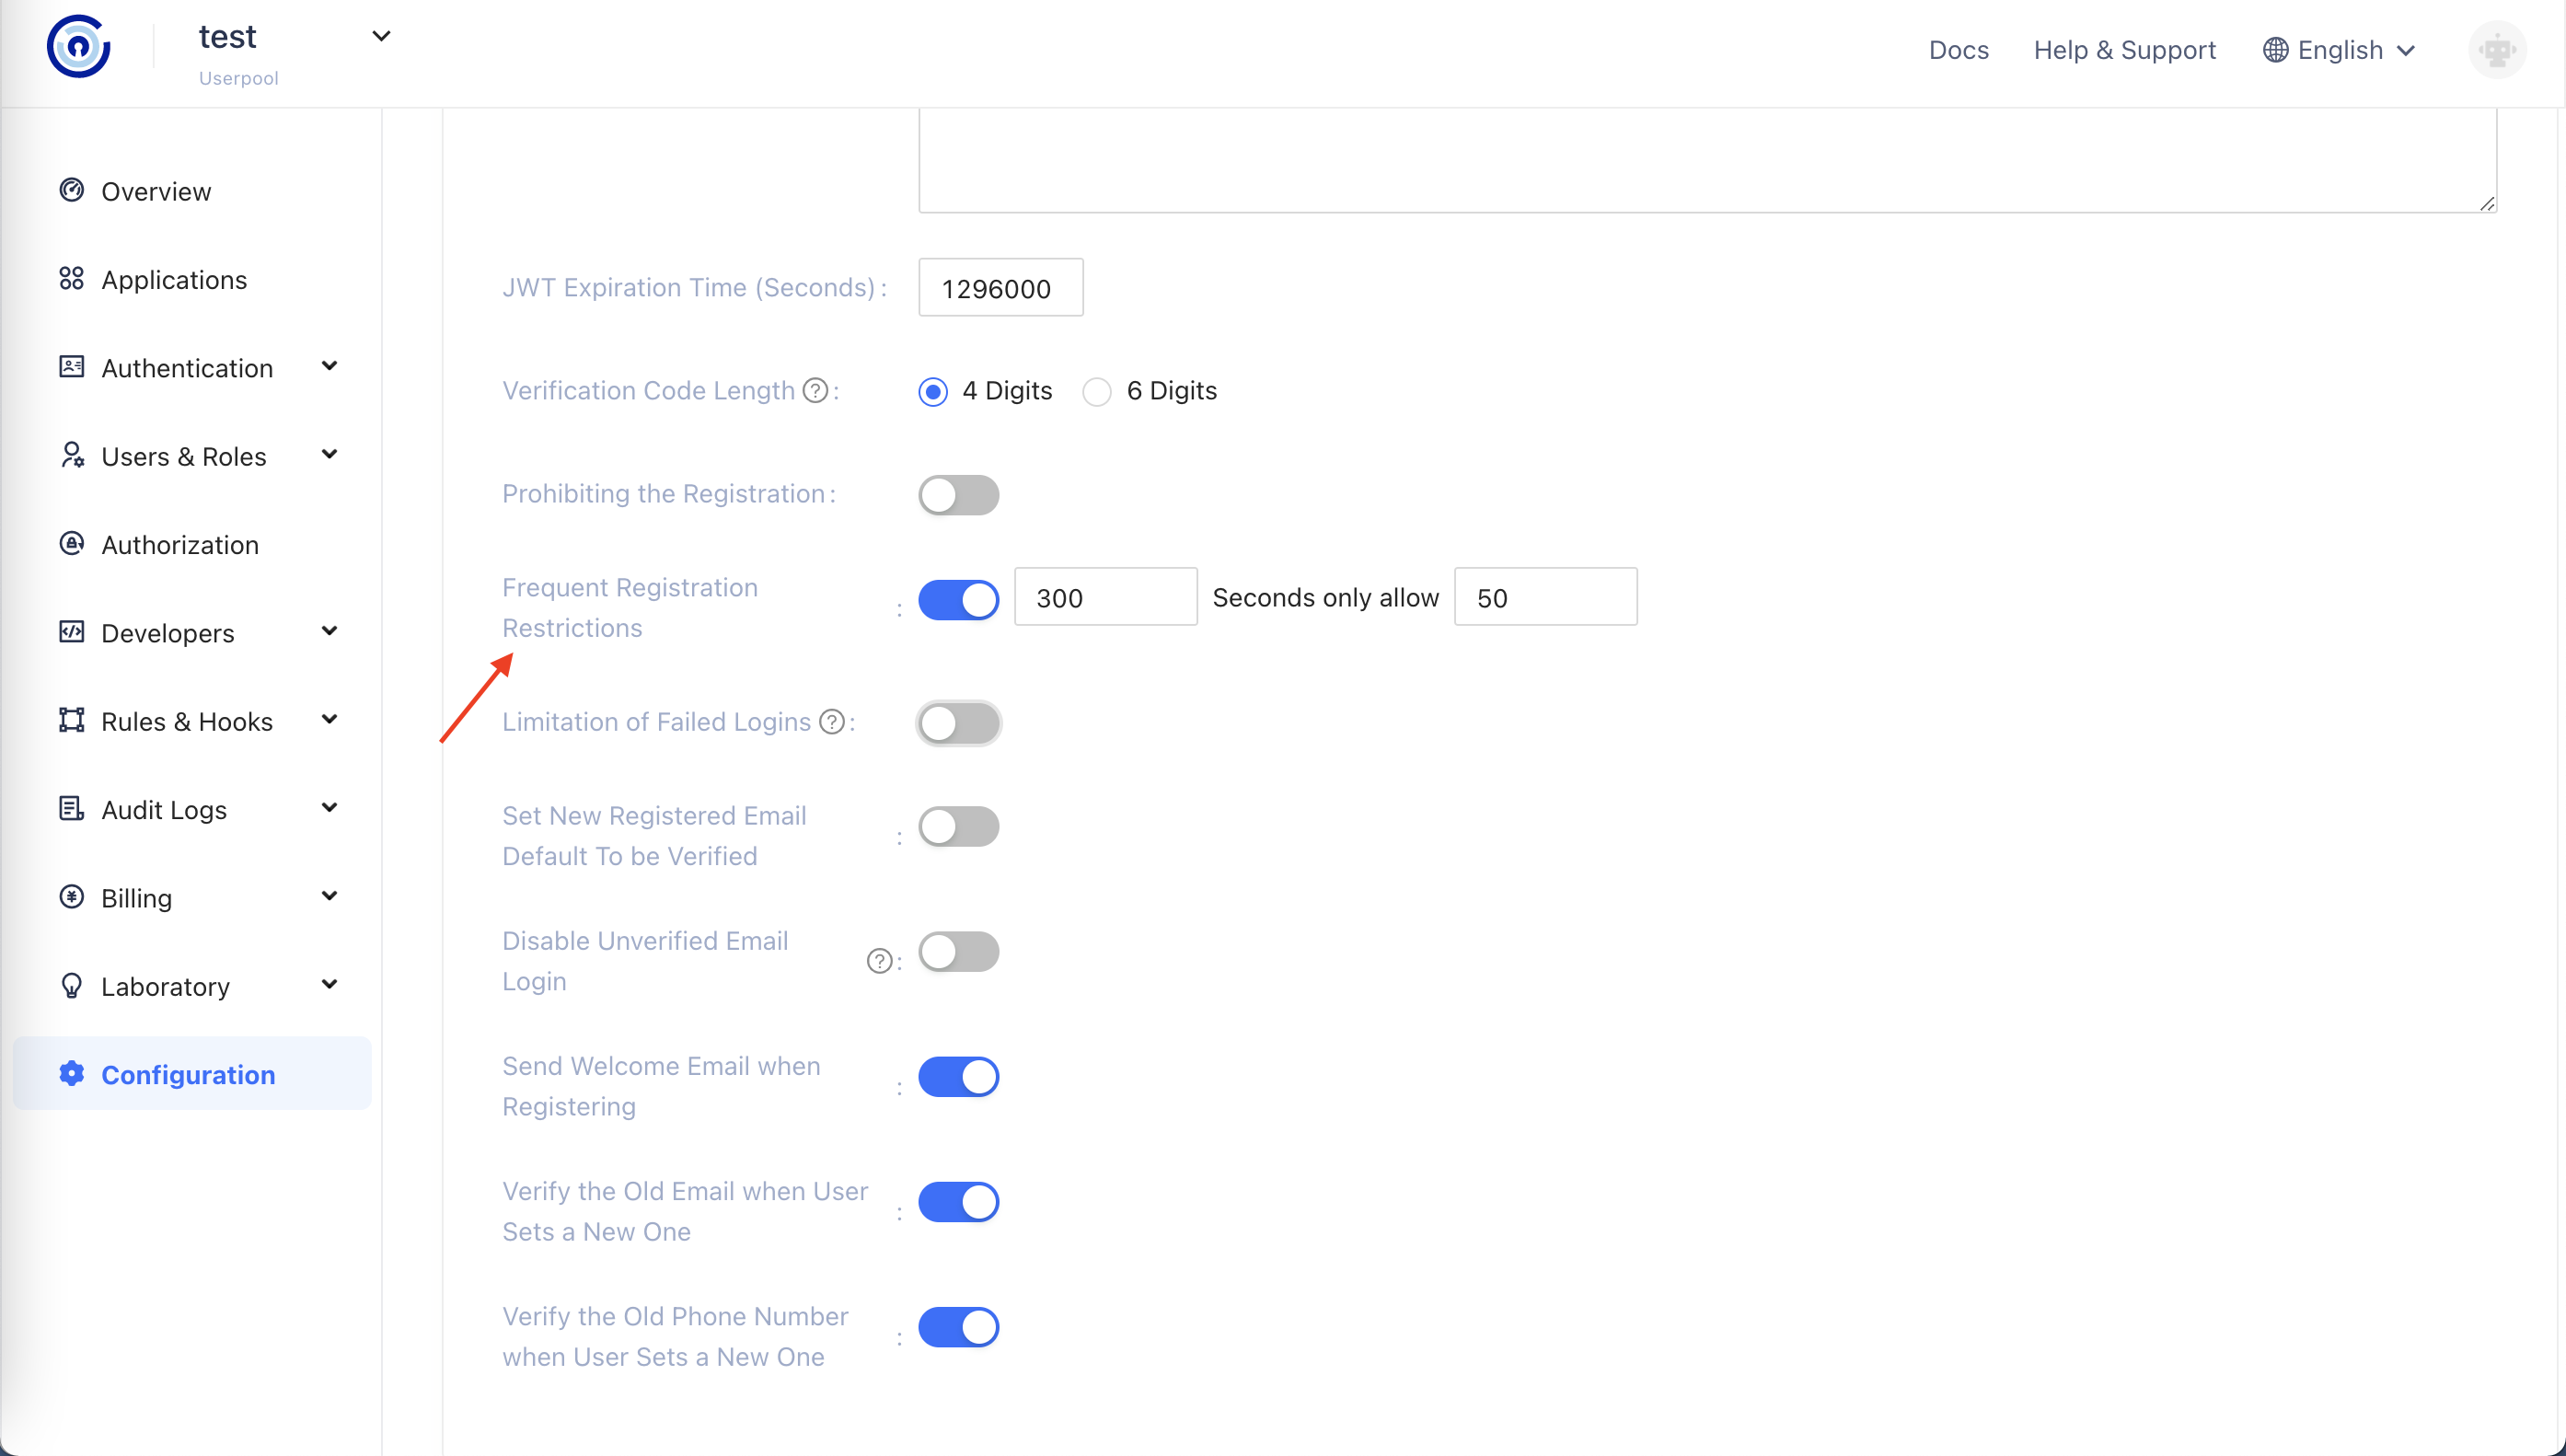 test
Userpool
Docs
Help & Support
English
Overview
Applications
Authentication
Users & Roles
Authorization
Developers
Rules & Hooks
Audit Logs
Billing
Laboratory
Configuration
JWT Expiration Time (Seconds) : 1296000
Verification Code Length ? : 4 Digits 6 Digits
Prohibiting the Registration :
Frequent Registration
Restrictions : 300 Seconds only allow 50
Limitation of Failed Logins ? :
Set New Registered Email
Default To be Verified :
Disable Unverified Email
Login ? :
Send Welcome Email when
Registering :
Verify the Old Email when User
Sets a New One :
Verify the Old Phone Number
when User Sets a New One :